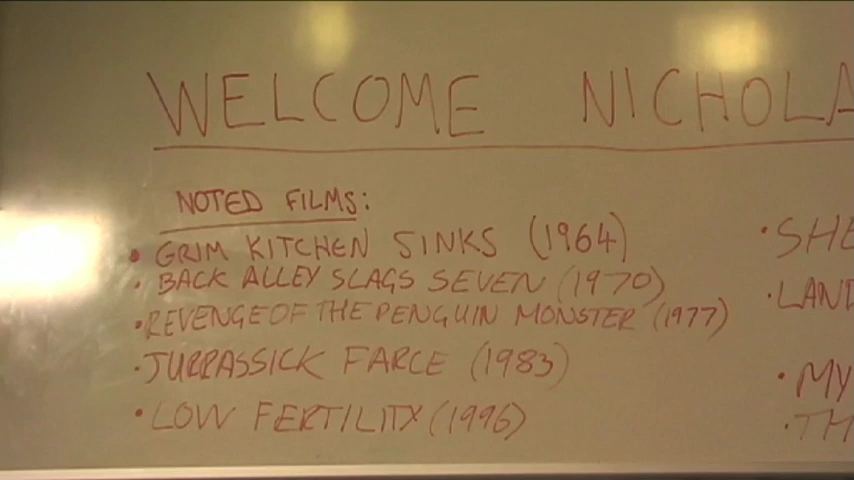 WELCOME NICHOLA
NOTED FILMS:
• GRIM KITCHEN SINKS (1964)
• BACK ALLEY SLAGS SEVEN (1970)
• REVENGE OF THE PENGUIN MONSTER (1977)
• JURRASSICK FARCE (1983)
• LOW FERTILITY (1996)
• SHE
• LAND
• MY
• TH